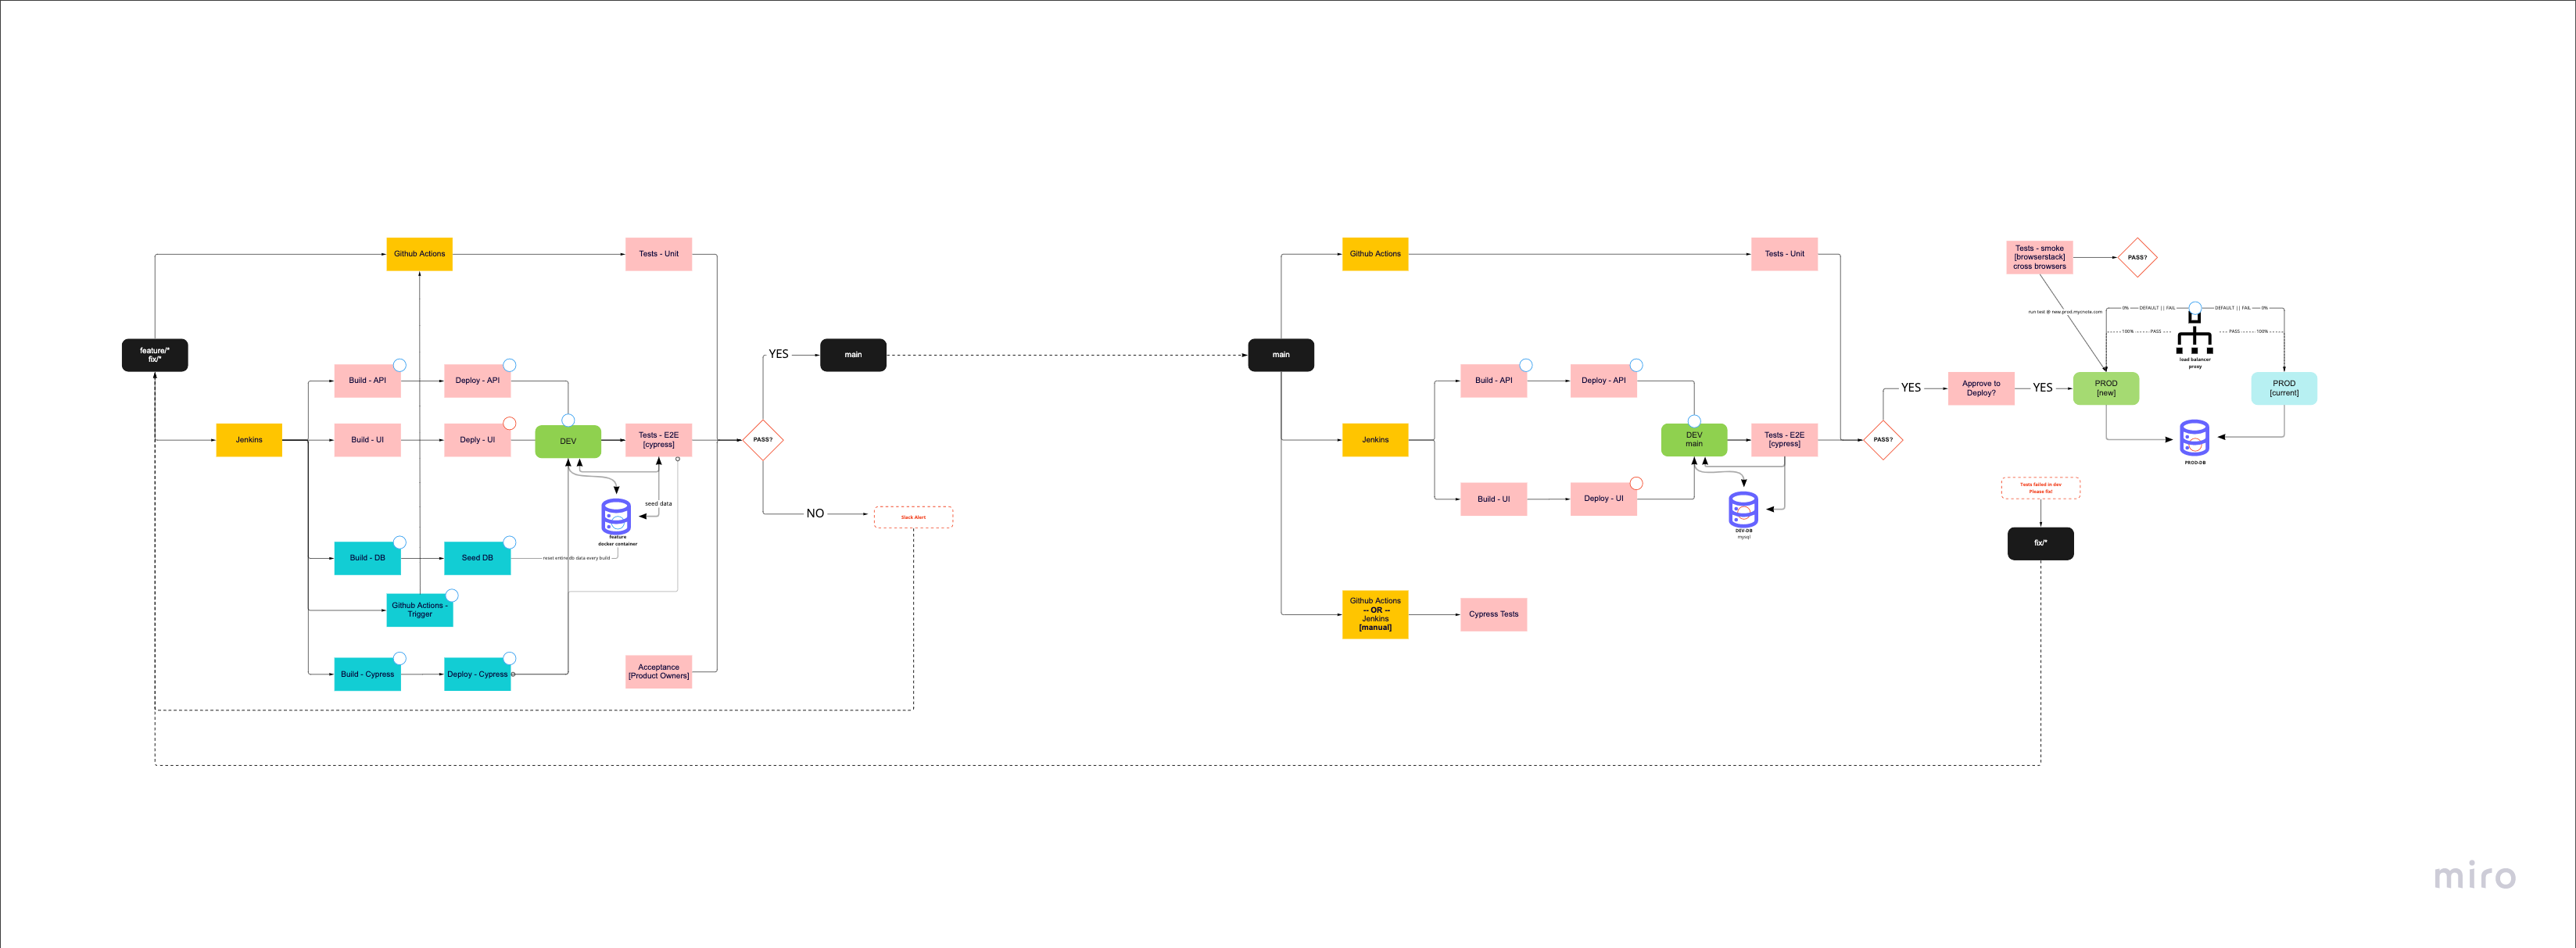 feature/*
fix/*
Github Actions
Tests - Unit
Jenkins
Build - API
Deploy - API
Build - UI
Deply - UI
DEV
Tests - E2E
[cypress]
seed data
feature
docker container
Build - DB
Seed DB
reset entire db data every build
Github Actions -
Trigger
Build - Cypress
Deploy - Cypress
Acceptance
[Product Owners]
PASS?
YES
main
NO
Slack Alert
main
Github Actions
Tests - Unit
Jenkins
Build - API
Deploy - API
Build - UI
Deploy - UI
DEV
main
Tests - E2E
[cypress]
DEV-DB
mysql
Github Actions
-- OR --
Jenkins
[manual]
Cypress Tests
PASS?
YES
Approve to
Deploy?
YES
Tests - smoke
[browserstack]
cross browsers
PASS?
run test @ new.prod.mycnote.com
0%
DEFAULT || FAIL
DEFAULT || FAIL
0%
100%
PASS
PASS
100%
load balancer
proxy
PROD
[new]
PROD
[current]
PROD-DB
Tests failed in dev
Please fix!
fix/*
miro